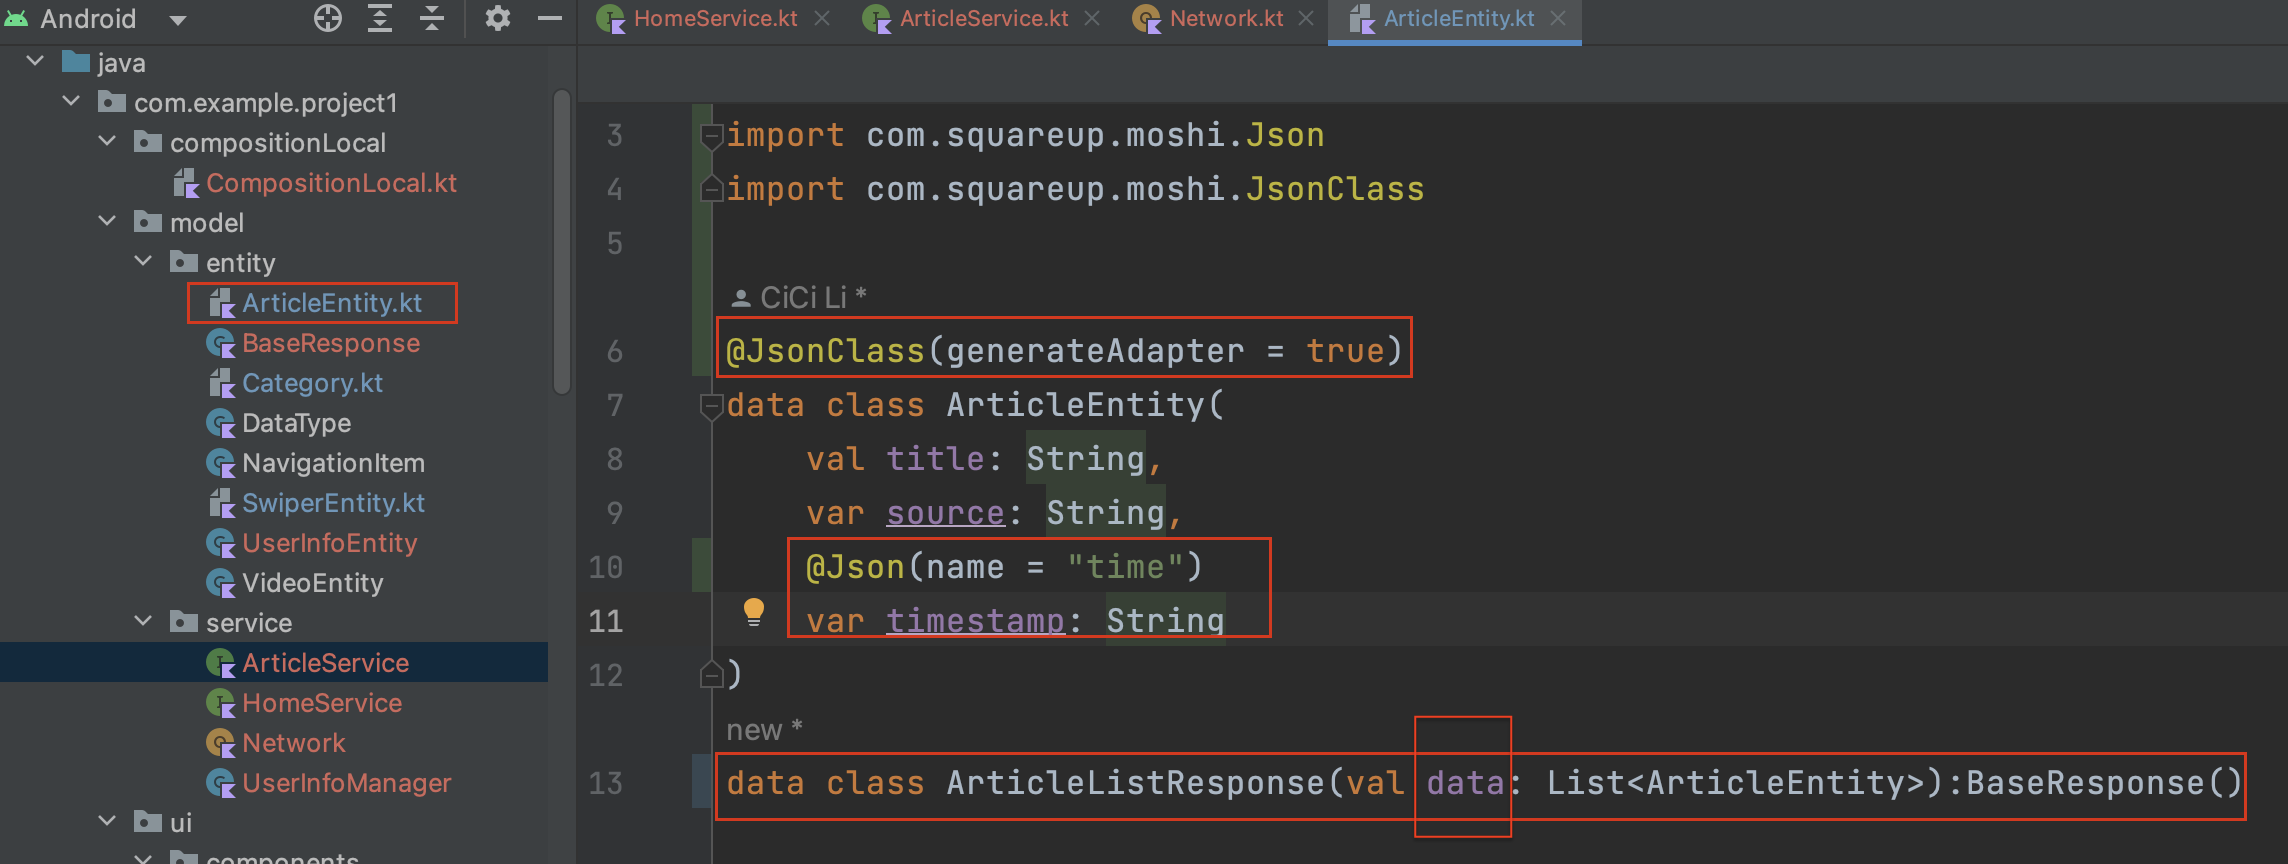 Android
HomeService.kt
ArticleService.kt
Network.kt
ArticleEntity.kt
java
com.example.project1
compositionLocal
CompositionLocal.kt
model
entity
ArticleEntity.kt
BaseResponse
Category.kt
DataType
NavigationItem
SwiperEntity.kt
UserInfoEntity
VideoEntity
service
ArticleService
HomeService
Network
UserInfoManager
ui
components
3 import com.squareup.moshi.Json
4 import com.squareup.moshi.JsonClass
5
CiCi Li *
6 @JsonClass(generateAdapter = true)
7 data class ArticleEntity(
8 val title: String,
9 var source: String,
10 @Json(name = "time")
11 var timestamp: String
12 )
new *
13 data class ArticleListResponse(val data: List<ArticleEntity>):BaseResponse()